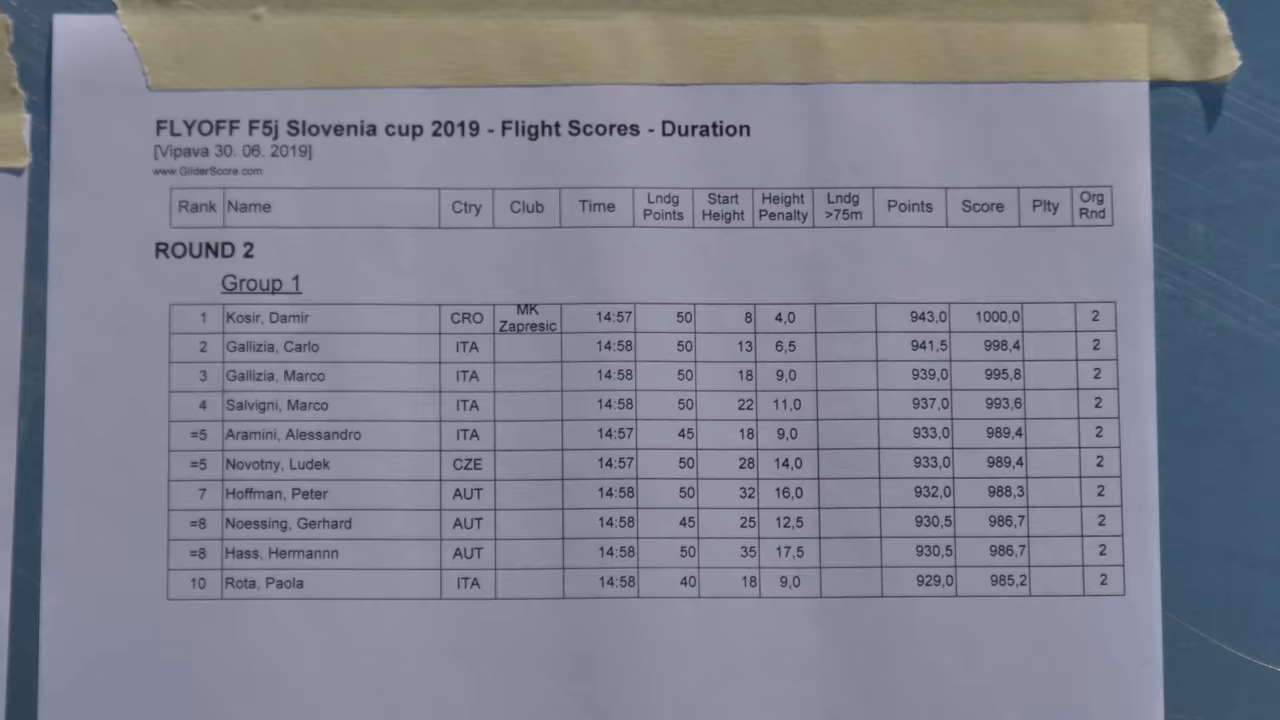 FLYOFF F5j Slovenia cup 2019 - Flight Scores - Duration
[Vipava 30. 06. 2019]
www.GliderScore.com
Rank Name Ctry Club Time Lndg Points Start Height Height Penalty Lndg >75m Points Score Plty Org Rnd
ROUND 2
Group 1
1 Kosir, Damir CRO MK Zapresic 14:57 50 8 4,0 943,0 1000,0 2
2 Gallizia, Carlo ITA 14:58 50 13 6,5 941,5 998,4 2
3 Gallizia, Marco ITA 14:58 50 18 9,0 939,0 995,8 2
4 Salvigni, Marco ITA 14:58 50 22 11,0 937,0 993,6 2
=5 Aramini, Alessandro ITA 14:57 45 18 9,0 933,0 989,4 2
=5 Novotny, Ludek CZE 14:57 50 28 14,0 933,0 989,4 2
7 Hoffman, Peter AUT 14:58 50 32 16,0 932,0 988,3 2
=8 Noessing, Gerhard AUT 14:58 45 25 12,5 930,5 986,7 2
=8 Hass, Hermannn AUT 14:58 50 35 17,5 930,5 986,7 2
10 Rota, Paola ITA 14:58 40 18 9,0 929,0 985,2 2